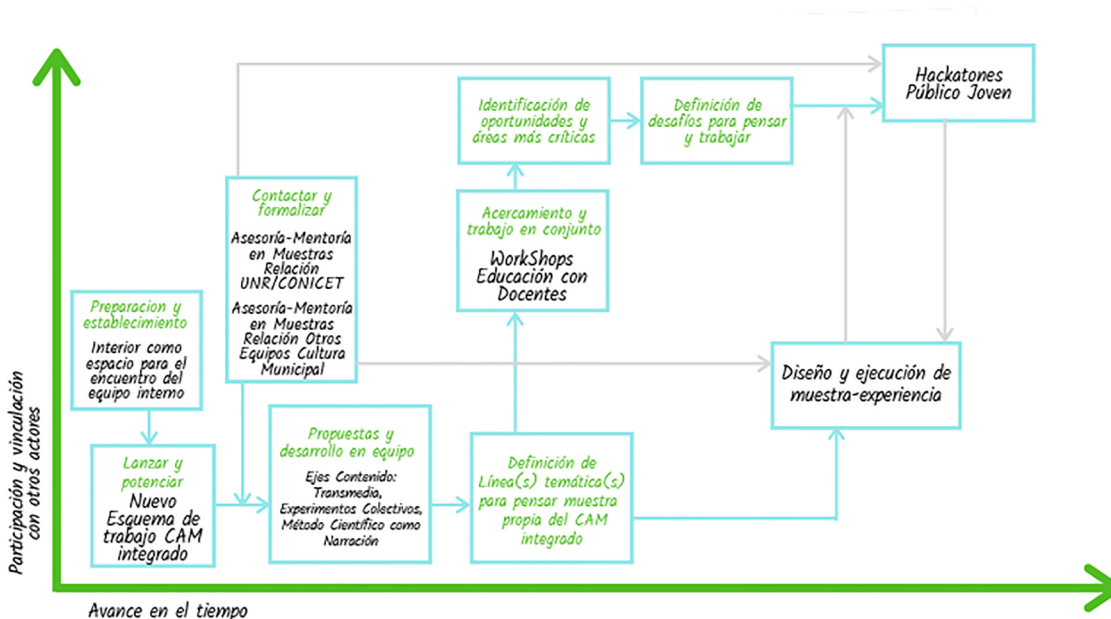 Hackatones
Público Joven
Identificación de
oportunidades y
áreas más críticas
Definición de
desafíos para pensar
y trabajar
Contactar y
formalizar
Asesoría-Mentoría
en Muestras
Relación
UNR/CONICET
Asesoría-Mentoría
en Muestras
Relación Otros
Equipos Cultura
Municipal
Acercamiento y
trabajo en conjunto
WorkShops
Educación con
Docentes
Preparacion y
establecimiento
Interior como
espacio para el
encuentro del
equipo interno
Diseño y ejecución de
muestra-experiencia
Lanzar y
potenciar
Nuevo
Esquema de
trabajo CAM
integrado
Propuestas y
desarrollo en equipo
Ejes Contenido:
Transmedia,
Experimentos Colectivos,
Método Científico como
Narración
Definición de
Línea(s) temática(s)
para pensar muestra
propia del CAM
integrado
Participación y vinculación
con otros actores
Avance en el tiempo